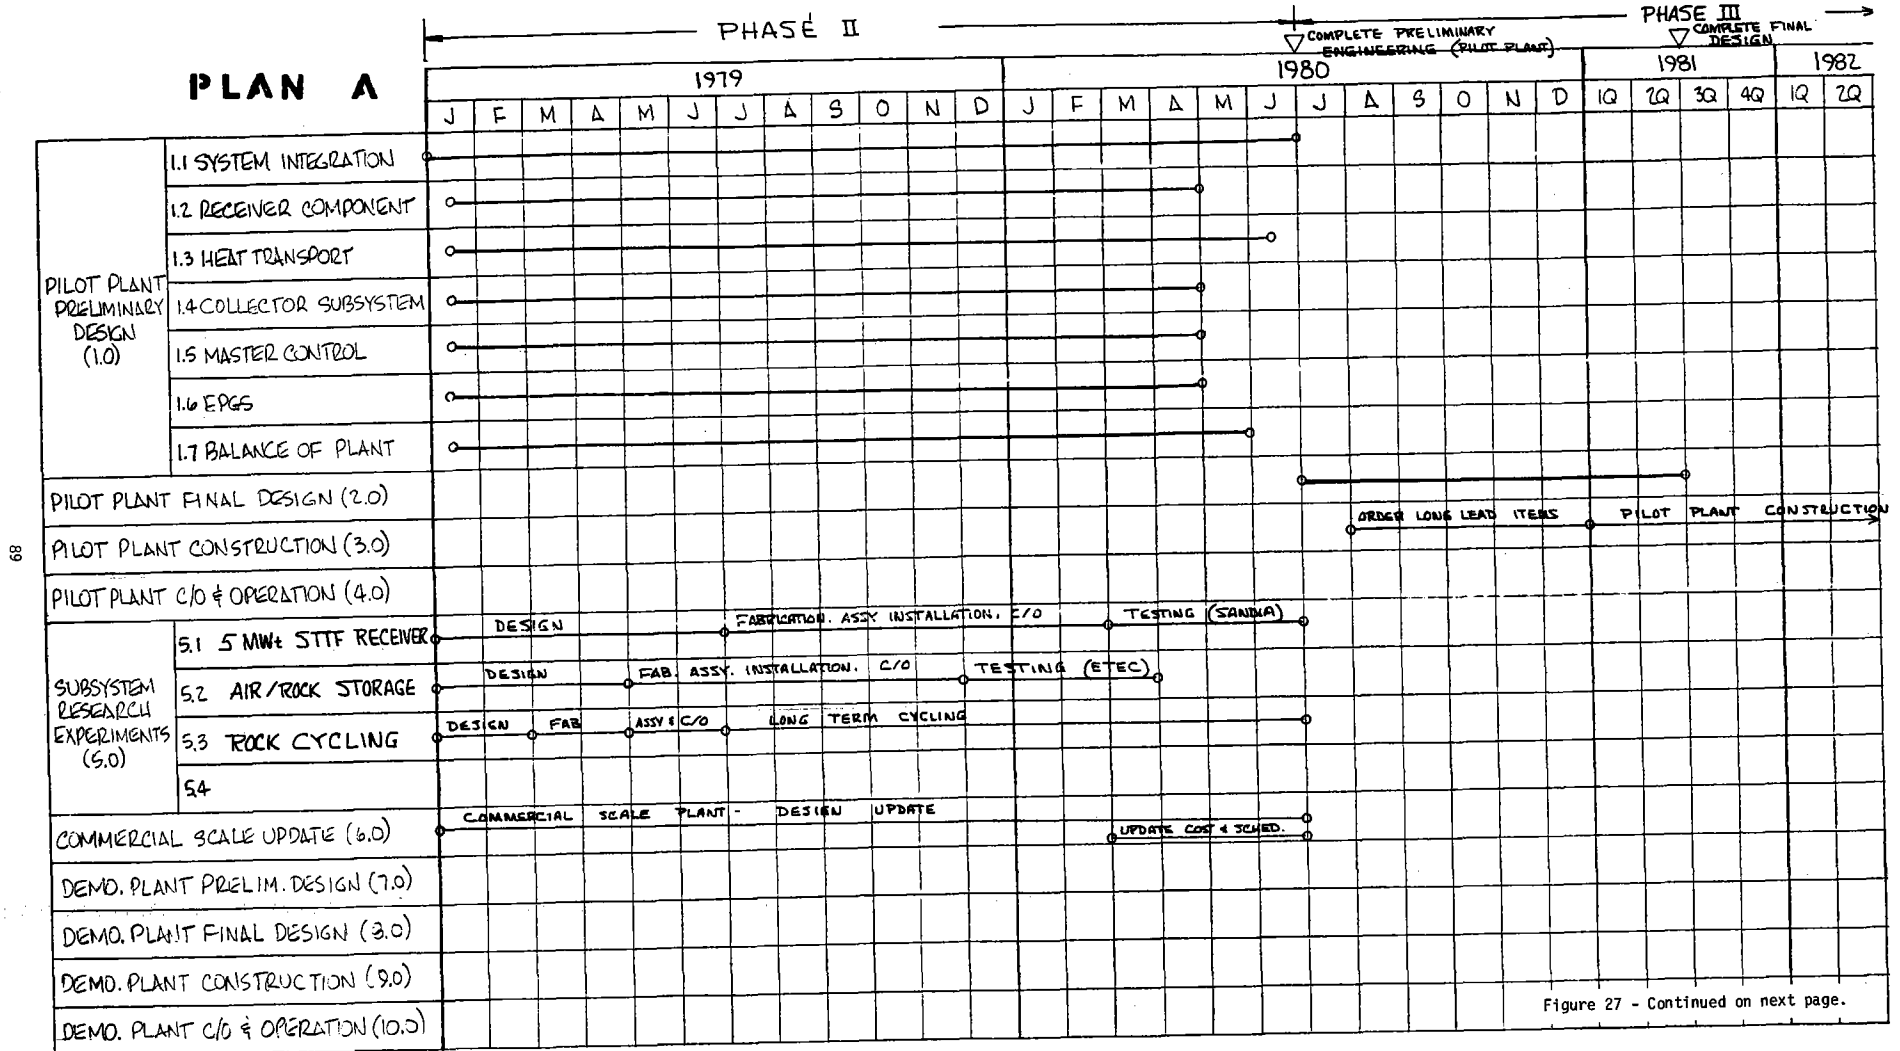 PHASE II
PHASE III
COMPLETE PRELIMINARY
ENGINEERING (PILOT PLANT)
COMPLETE FINAL
DESIGN
PLAN A
1979
1980
1981
1982
J F M A M J J A S O N D J F M A M J J A S O N D 1Q 2Q 3Q 4Q 1Q 2Q
PILOT PLANT
PRELIMINARY
DESIGN
(1.0)
1.1 SYSTEM INTEGRATION
1.2 RECEIVER COMPONENT
1.3 HEAT TRANSPORT
1.4 COLLECTOR SUBSYSTEM
1.5 MASTER CONTROL
1.6 EPGS
1.7 BALANCE OF PLANT
PILOT PLANT FINAL DESIGN (2.0)
PILOT PLANT CONSTRUCTION (3.0)
ORDER LONG LEAD ITEMS
PILOT PLANT CONSTRUCTION
PILOT PLANT C/O & OPERATION (4.0)
SUBSYSTEM
RESEARCH
EXPERIMENTS
(5.0)
5.1 5 MWt STTF RECEIVER
DESIGN
FABRICATION. ASSY INSTALLATION. C/O
TESTING (SANDIA)
5.2 AIR/ROCK STORAGE
DESIGN
FAB. ASSY. INSTALLATION. C/O
TESTING (ETEC)
5.3 ROCK CYCLING
DESIGN
FAB
ASSY & C/O
LONG TERM CYCLING
5.4
COMMERCIAL SCALE UPDATE (6.0)
COMMERCIAL SCALE PLANT - DESIGN UPDATE
UPDATE COST & SCHED.
DEMO. PLANT PRELIM. DESIGN (7.0)
DEMO. PLANT FINAL DESIGN (8.0)
DEMO. PLANT CONSTRUCTION (9.0)
DEMO. PLANT C/O & OPERATION (10.0)
Figure 27 - Continued on next page.
89